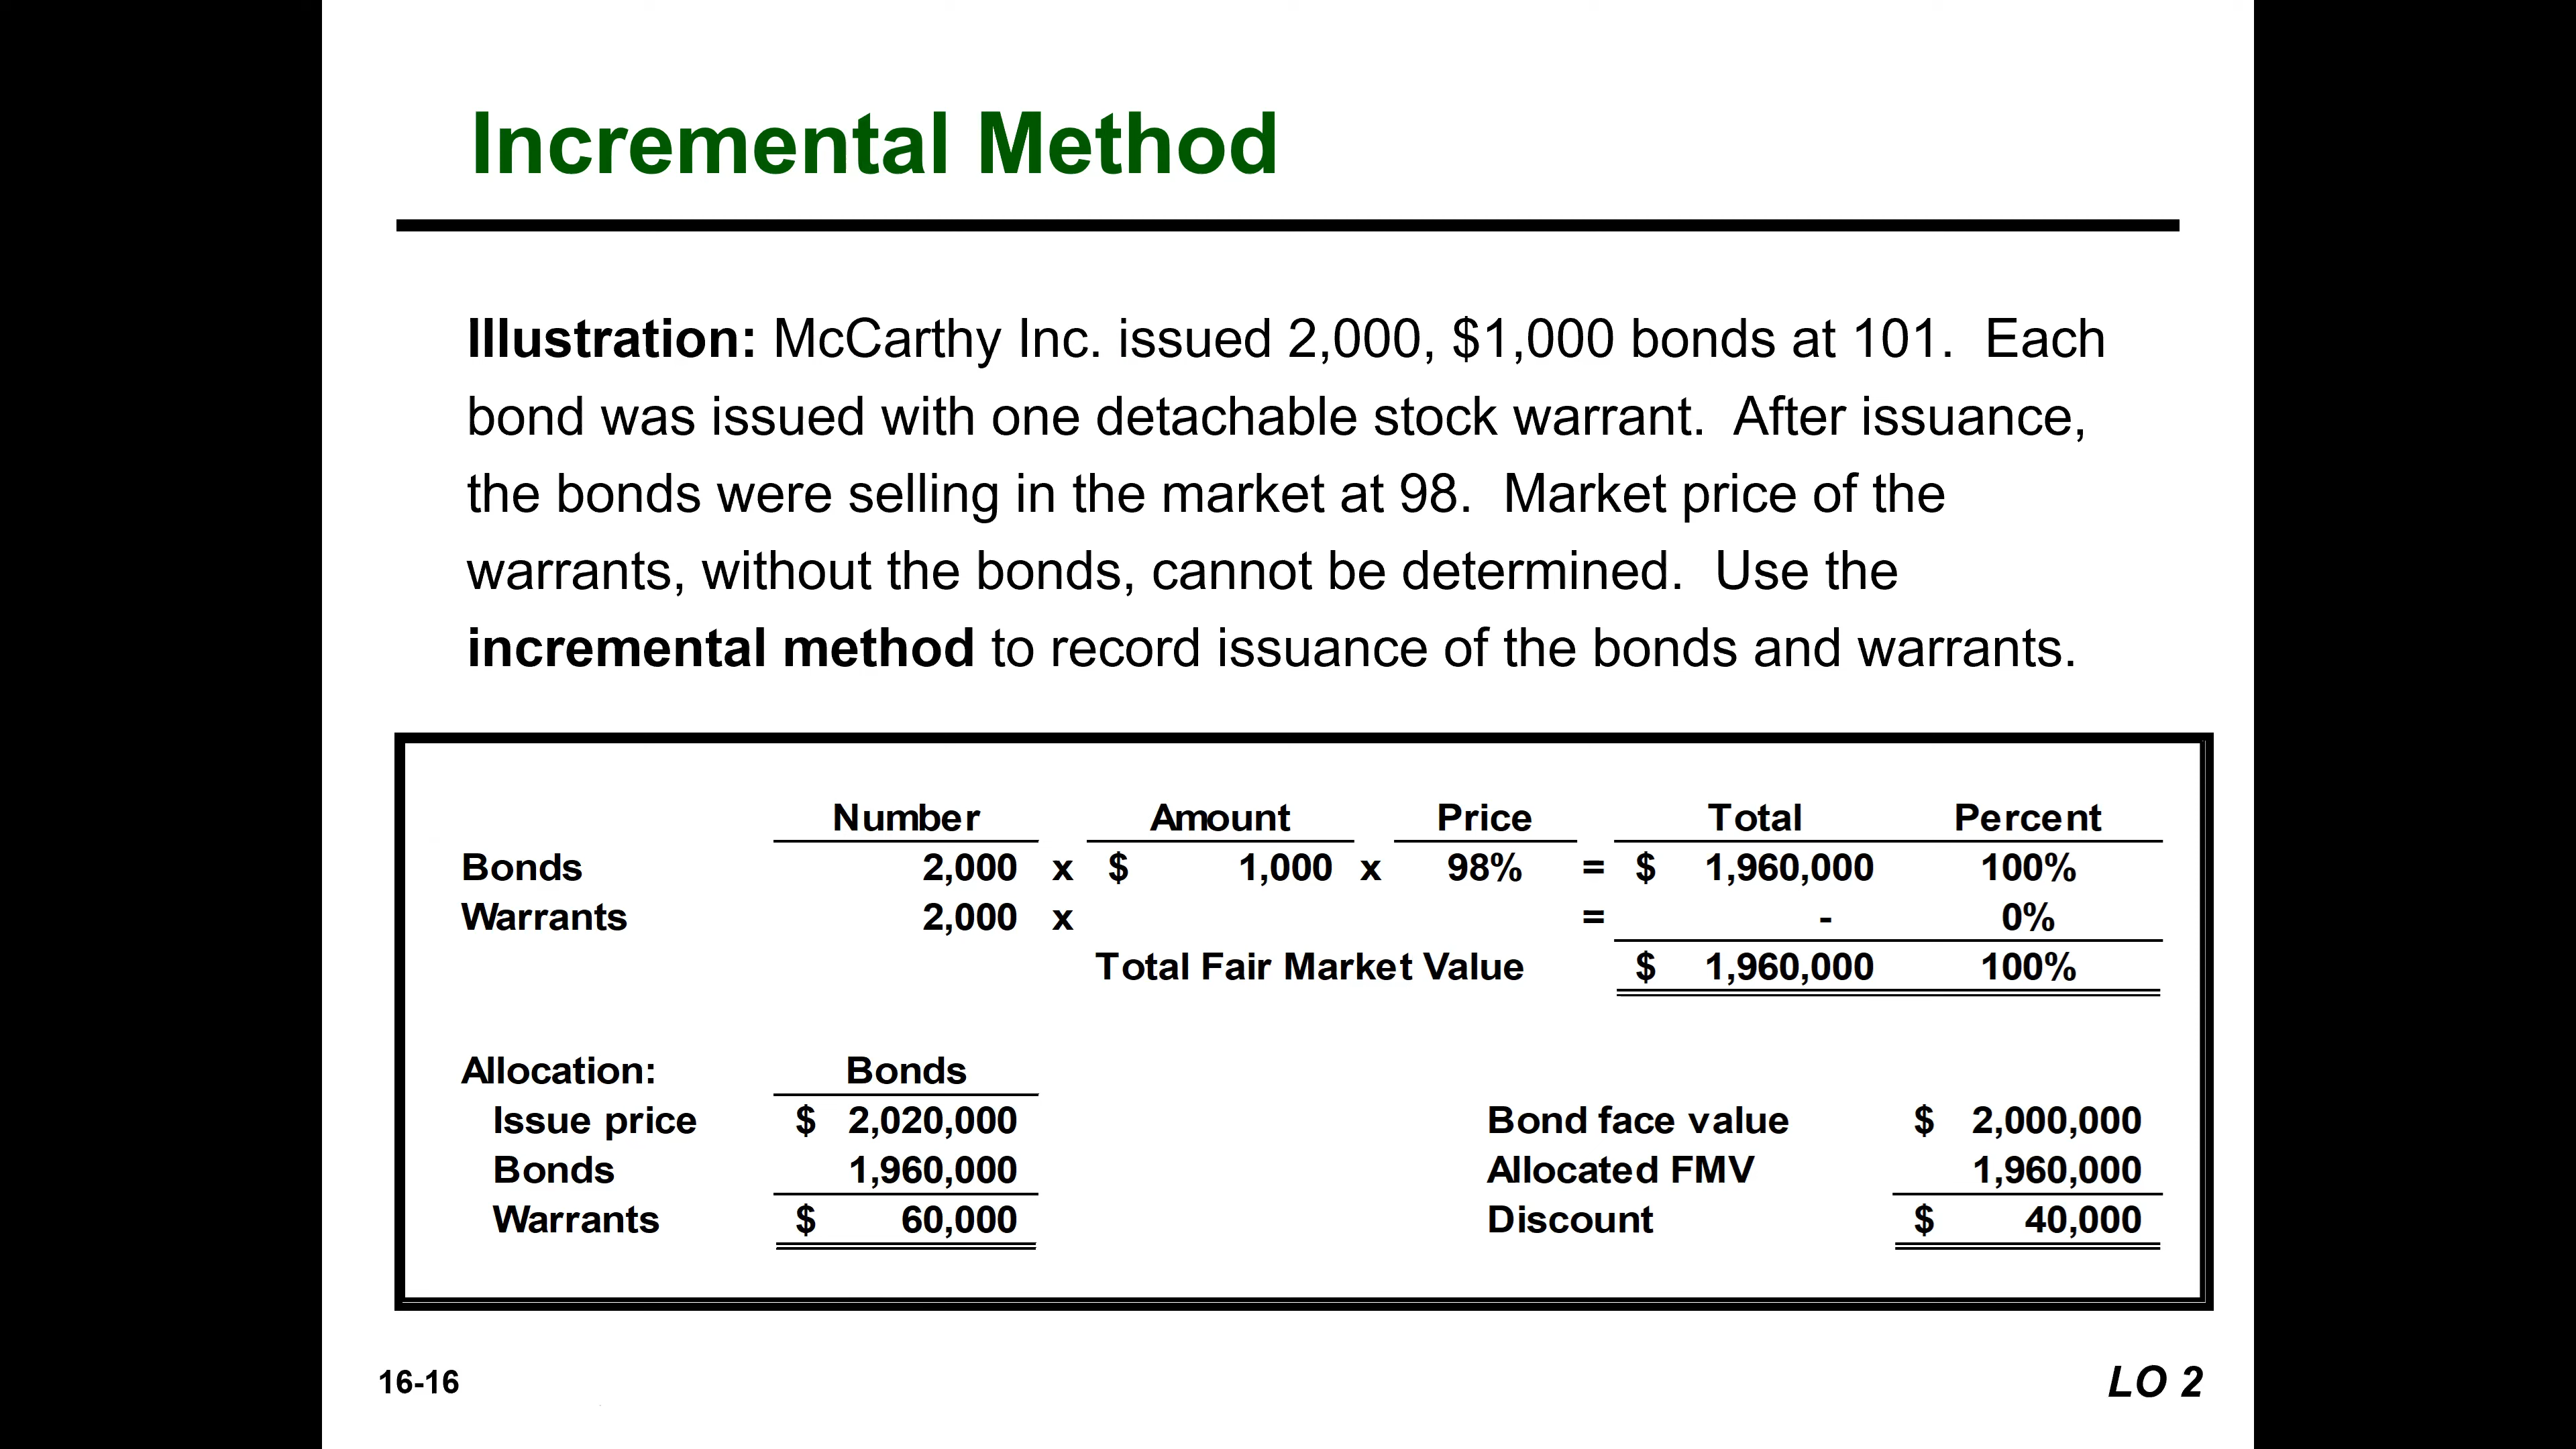 Incremental Method
Illustration: McCarthy Inc. issued 2,000, $1,000 bonds at 101. Each
bond was issued with one detachable stock warrant. After issuance,
the bonds were selling in the market at 98. Market price of the
warrants, without the bonds, cannot be determined. Use the
incremental method to record issuance of the bonds and warrants.
Number Amount Price Total Percent
Bonds 2,000 x $ 1,000 x 98% = $ 1,960,000 100%
Warrants 2,000 x = - 0%
Total Fair Market Value $ 1,960,000 100%
Allocation: Bonds
Issue price $ 2,020,000 Bond face value $ 2,000,000
Bonds 1,960,000 Allocated FMV 1,960,000
Warrants $ 60,000 Discount $ 40,000
16-16 LO 2